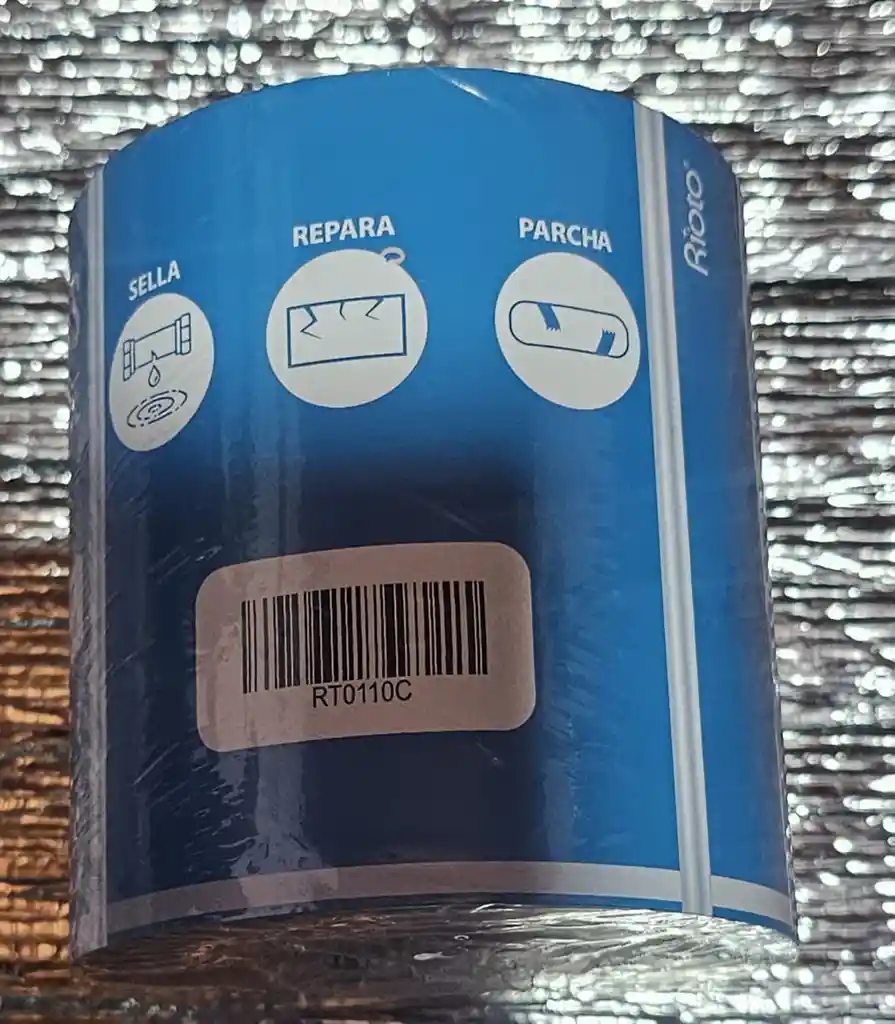 SELLA
REPARA
PARCHA
Rioto
RT0110C